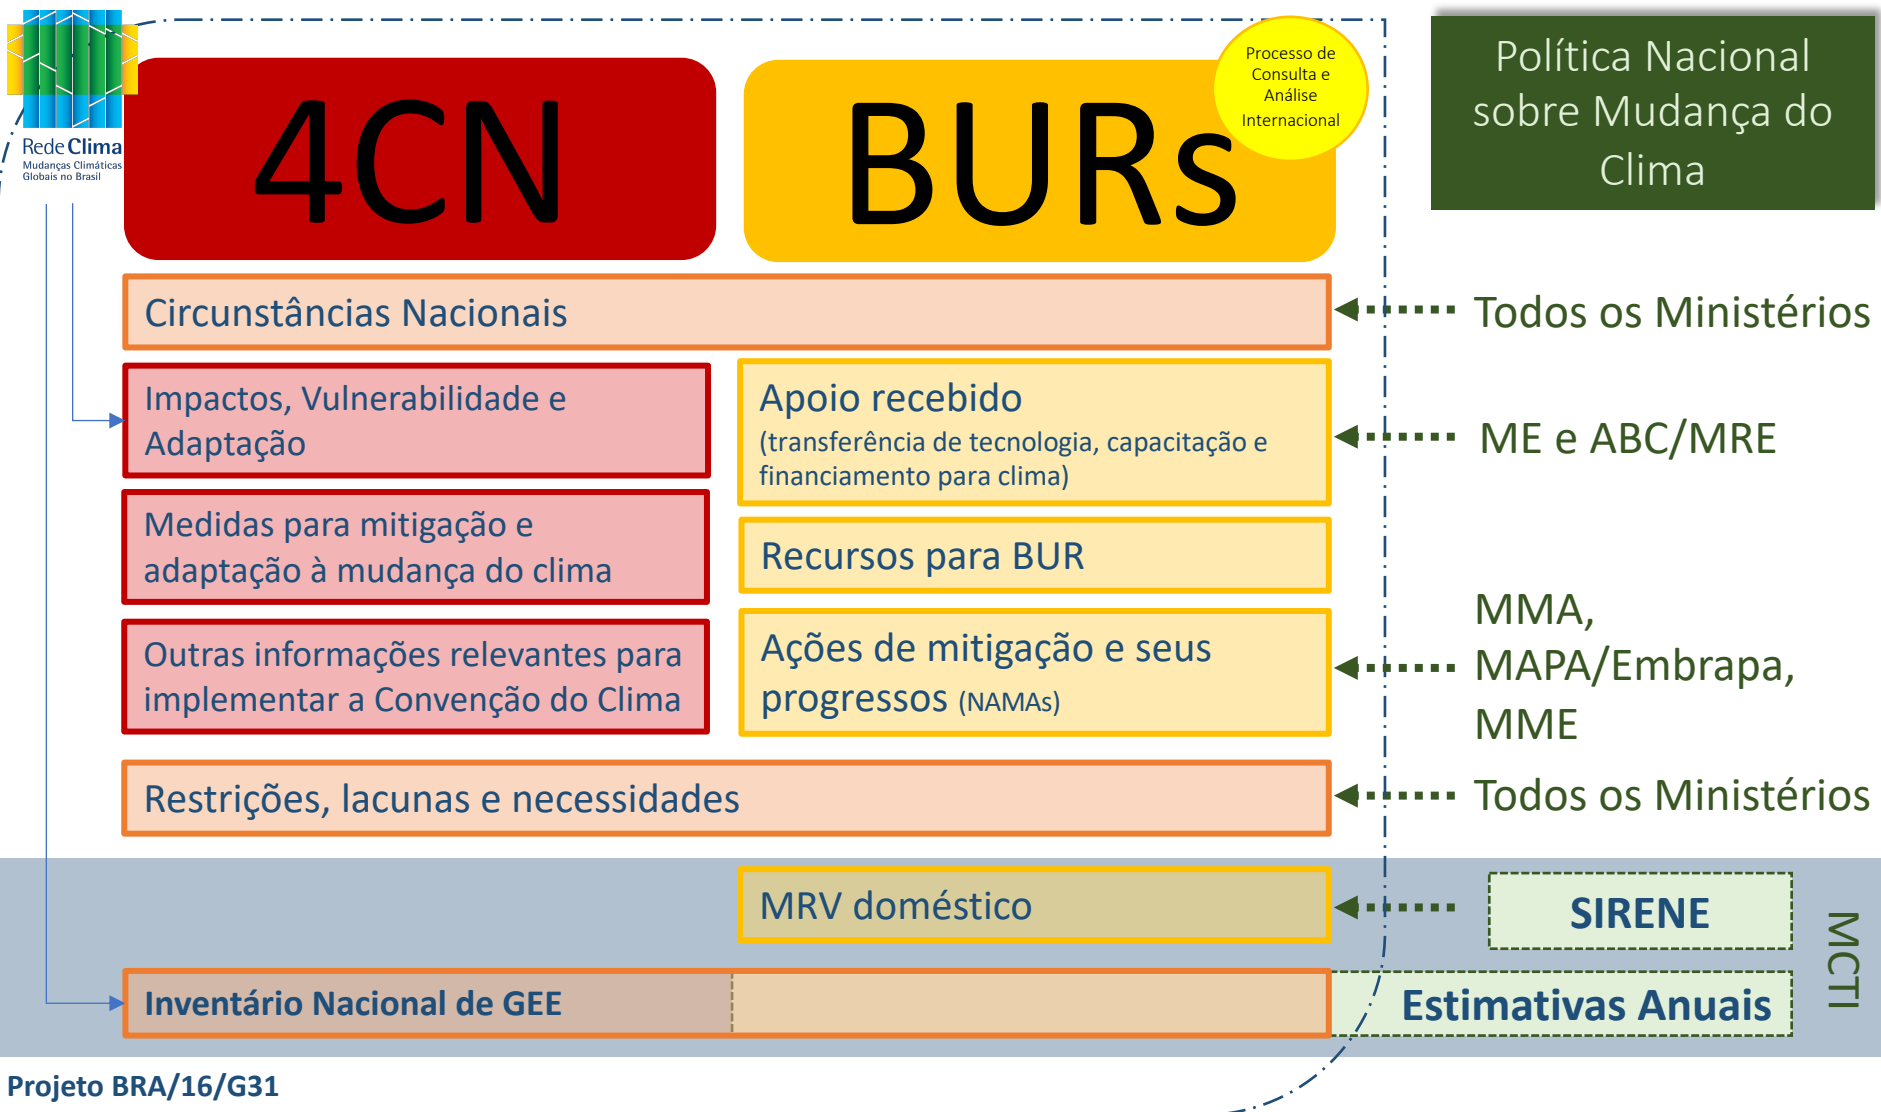 Rede Clima
Mudanças Climáticas
Globais no Brasil
4CN
BURs
Processo de
Consulta e
Análise
Internacional
Política Nacional
sobre Mudança do
Clima
Circunstâncias Nacionais
Todos os Ministérios
Impactos, Vulnerabilidade e
Adaptação
Apoio recebido
(transferência de tecnologia, capacitação e
financiamento para clima)
ME e ABC/MRE
Medidas para mitigação e
adaptação à mudança do clima
Recursos para BUR
Outras informações relevantes para
implementar a Convenção do Clima
Ações de mitigação e seus
progressos (NAMAs)
MMA,
MAPA/Embrapa,
MME
Restrições, lacunas e necessidades
Todos os Ministérios
MRV doméstico
SIRENE
MCTI
Inventário Nacional de GEE
Estimativas Anuais
Projeto BRA/16/G31